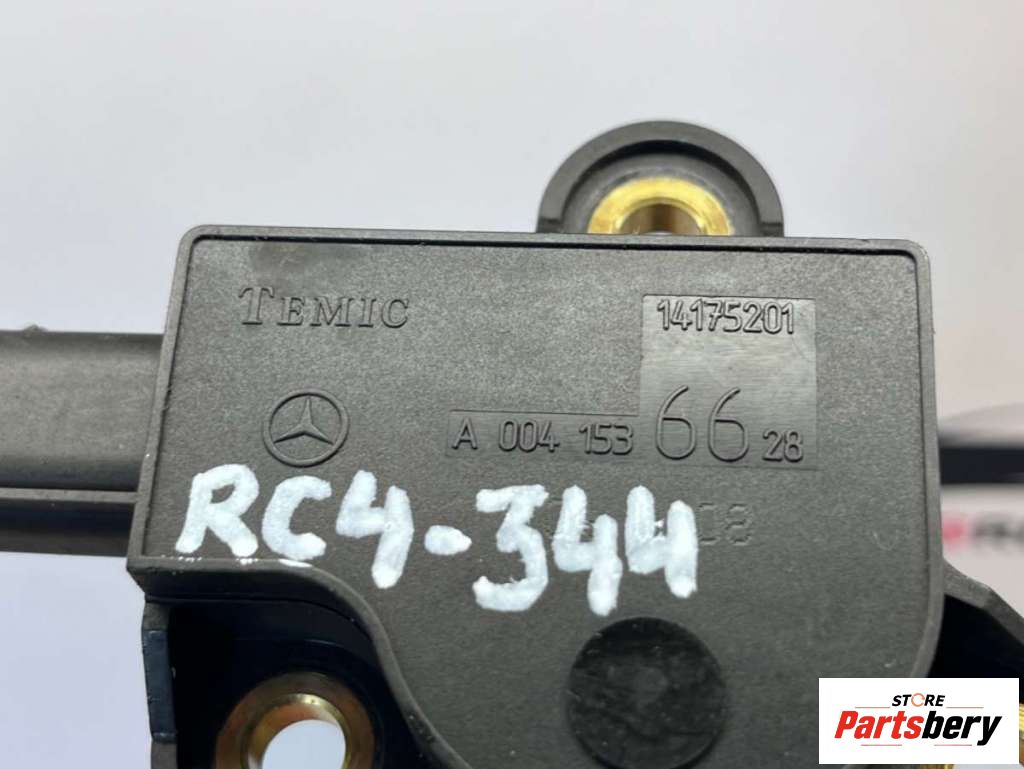 TEMIC
14175201
A 004 153 66 28
RC4-344
STORE
Partsbery